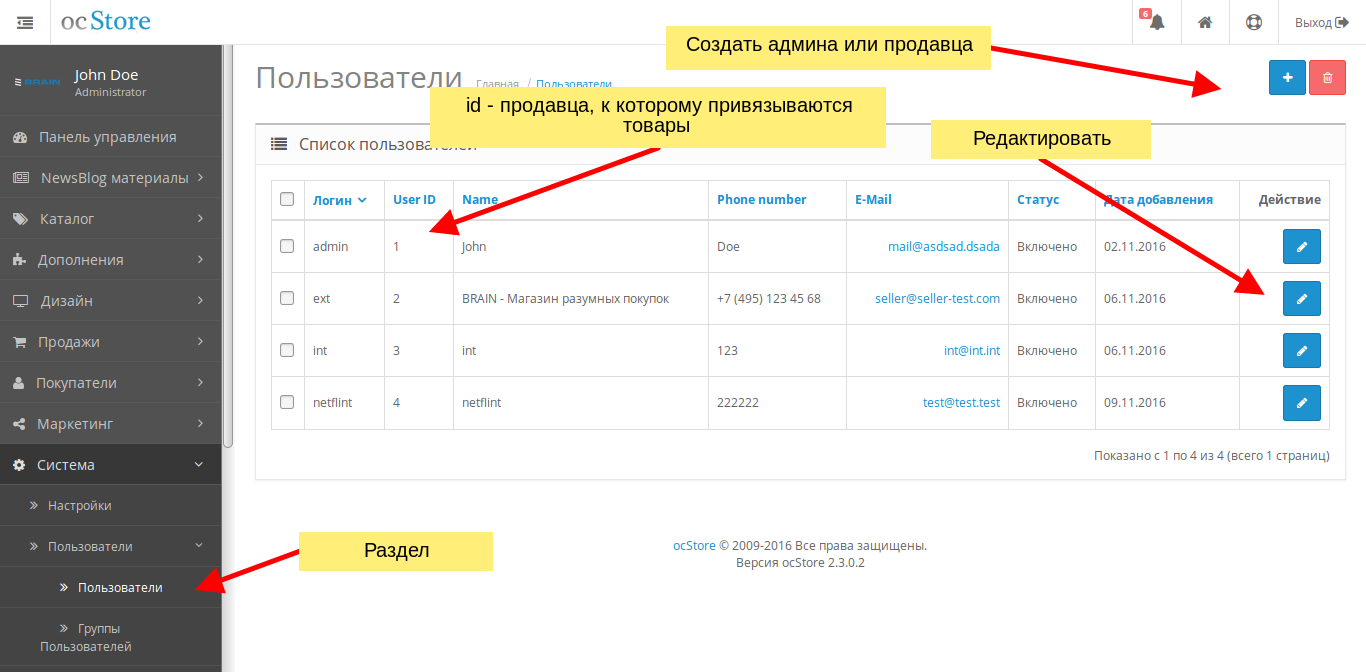 ocStore
6
Выход
Создать админа или продавца
BRAIN
John Doe
Administrator
Пользователи
Главная / Пользователи
id - продавца, к которому привязываются
товары
Редактировать
Список пользователей
Панель управления
NewsBlog материалы
Каталог
Дополнения
Дизайн
Продажи
Покупатели
Маркетинг
Система
Настройки
Пользователи
Пользователи
Группы
Пользователей
Логин User ID Name Phone number E-Mail Статус Дата добавления Действие
admin 1 John Doe mail@asdsad.dsada Включено 02.11.2016
ext 2 BRAIN - Магазин разумных покупок +7 (495) 123 45 68 seller@seller-test.com Включено 06.11.2016
int 3 int 123 int@int.int Включено 06.11.2016
netflint 4 netflint 222222 test@test.test Включено 09.11.2016
Показано с 1 по 4 из 4 (всего 1 страниц)
Раздел
ocStore © 2009-2016 Все права защищены.
Версия ocStore 2.3.0.2